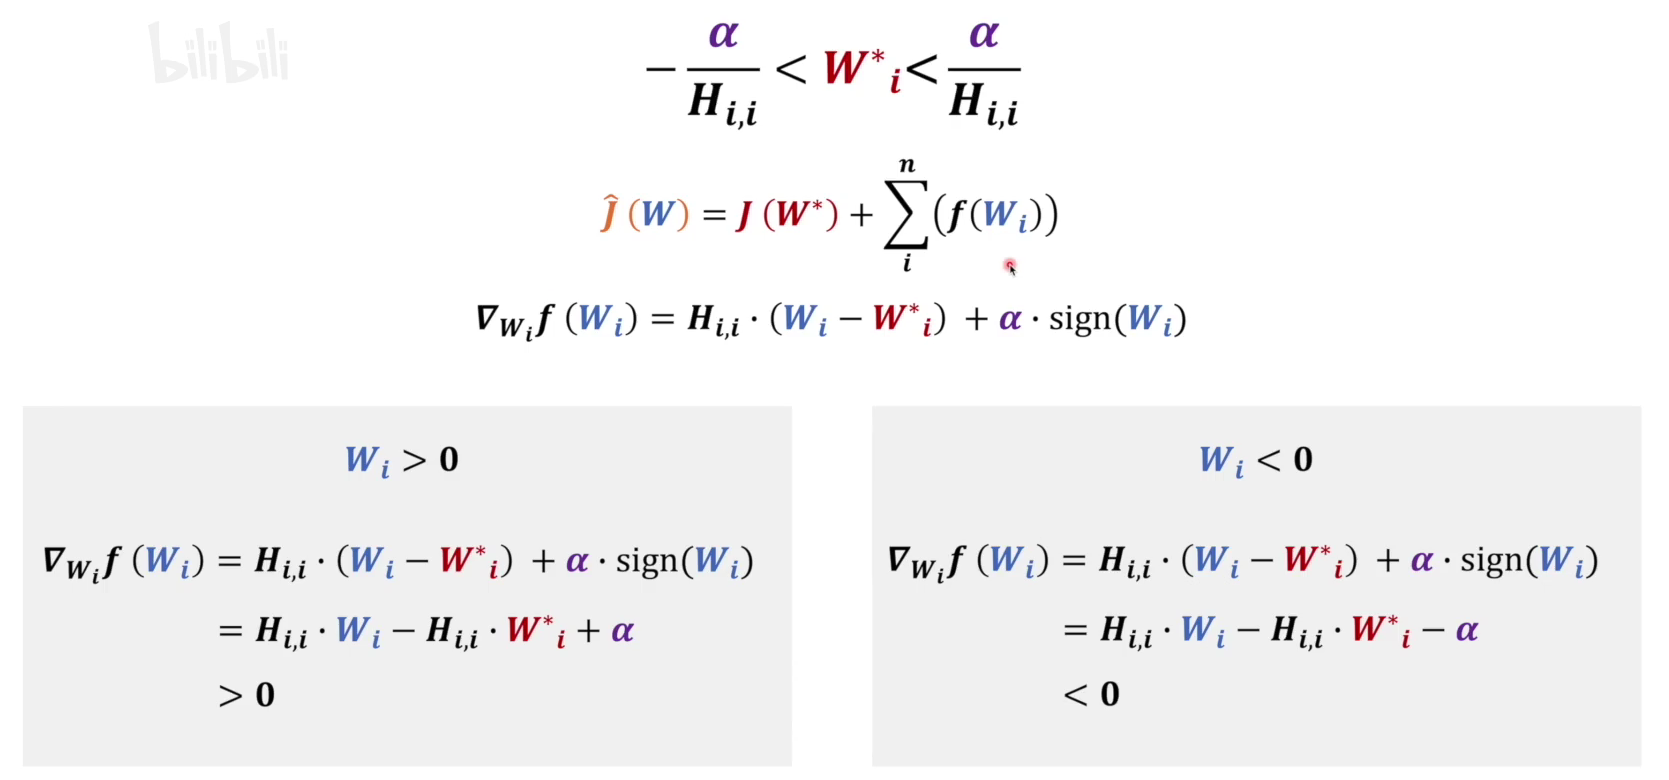 bilibili
-α/H_{i,i} < W*_i < α/H_{i,i}
Ĵ (W) = J (W*) + ∑_i^n (f(W_i))
∇_{W_i} f (W_i) = H_{i,i} · (W_i − W*_i) + α · sign(W_i)
W_i > 0
∇_{W_i} f (W_i) = H_{i,i} · (W_i − W*_i) + α · sign(W_i)
= H_{i,i} · W_i − H_{i,i} · W*_i + α
> 0
W_i < 0
∇_{W_i} f (W_i) = H_{i,i} · (W_i − W*_i) + α · sign(W_i)
= H_{i,i} · W_i − H_{i,i} · W*_i − α
< 0